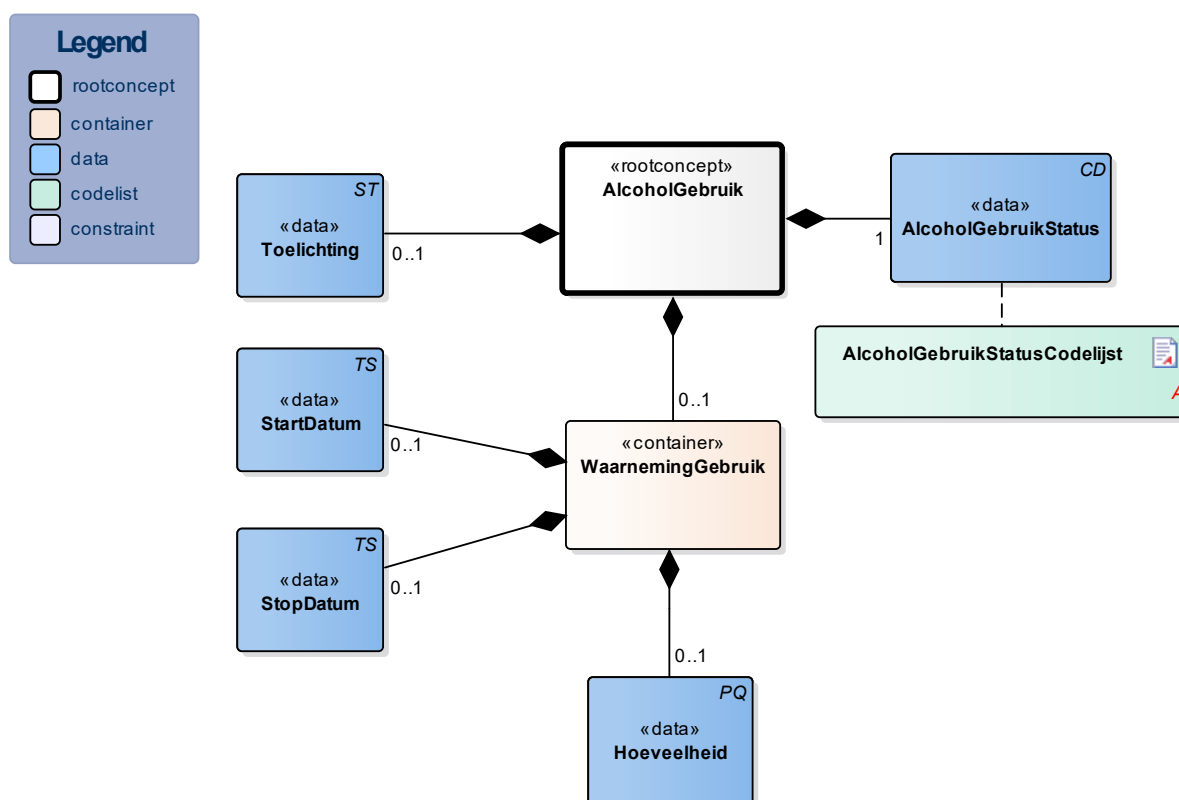 Legend
rootconcept
container
data
codelist
constraint
ST
«data»
Toelichting
0..1
«rootconcept»
AlcoholGebruik
CD
«data»
AlcoholGebruikStatus
1
AlcoholGebruikStatusCodelijst
A
TS
«data»
StartDatum
0..1
0..1
«container»
WaarnemingGebruik
TS
«data»
StopDatum
0..1
0..1
PQ
«data»
Hoeveelheid